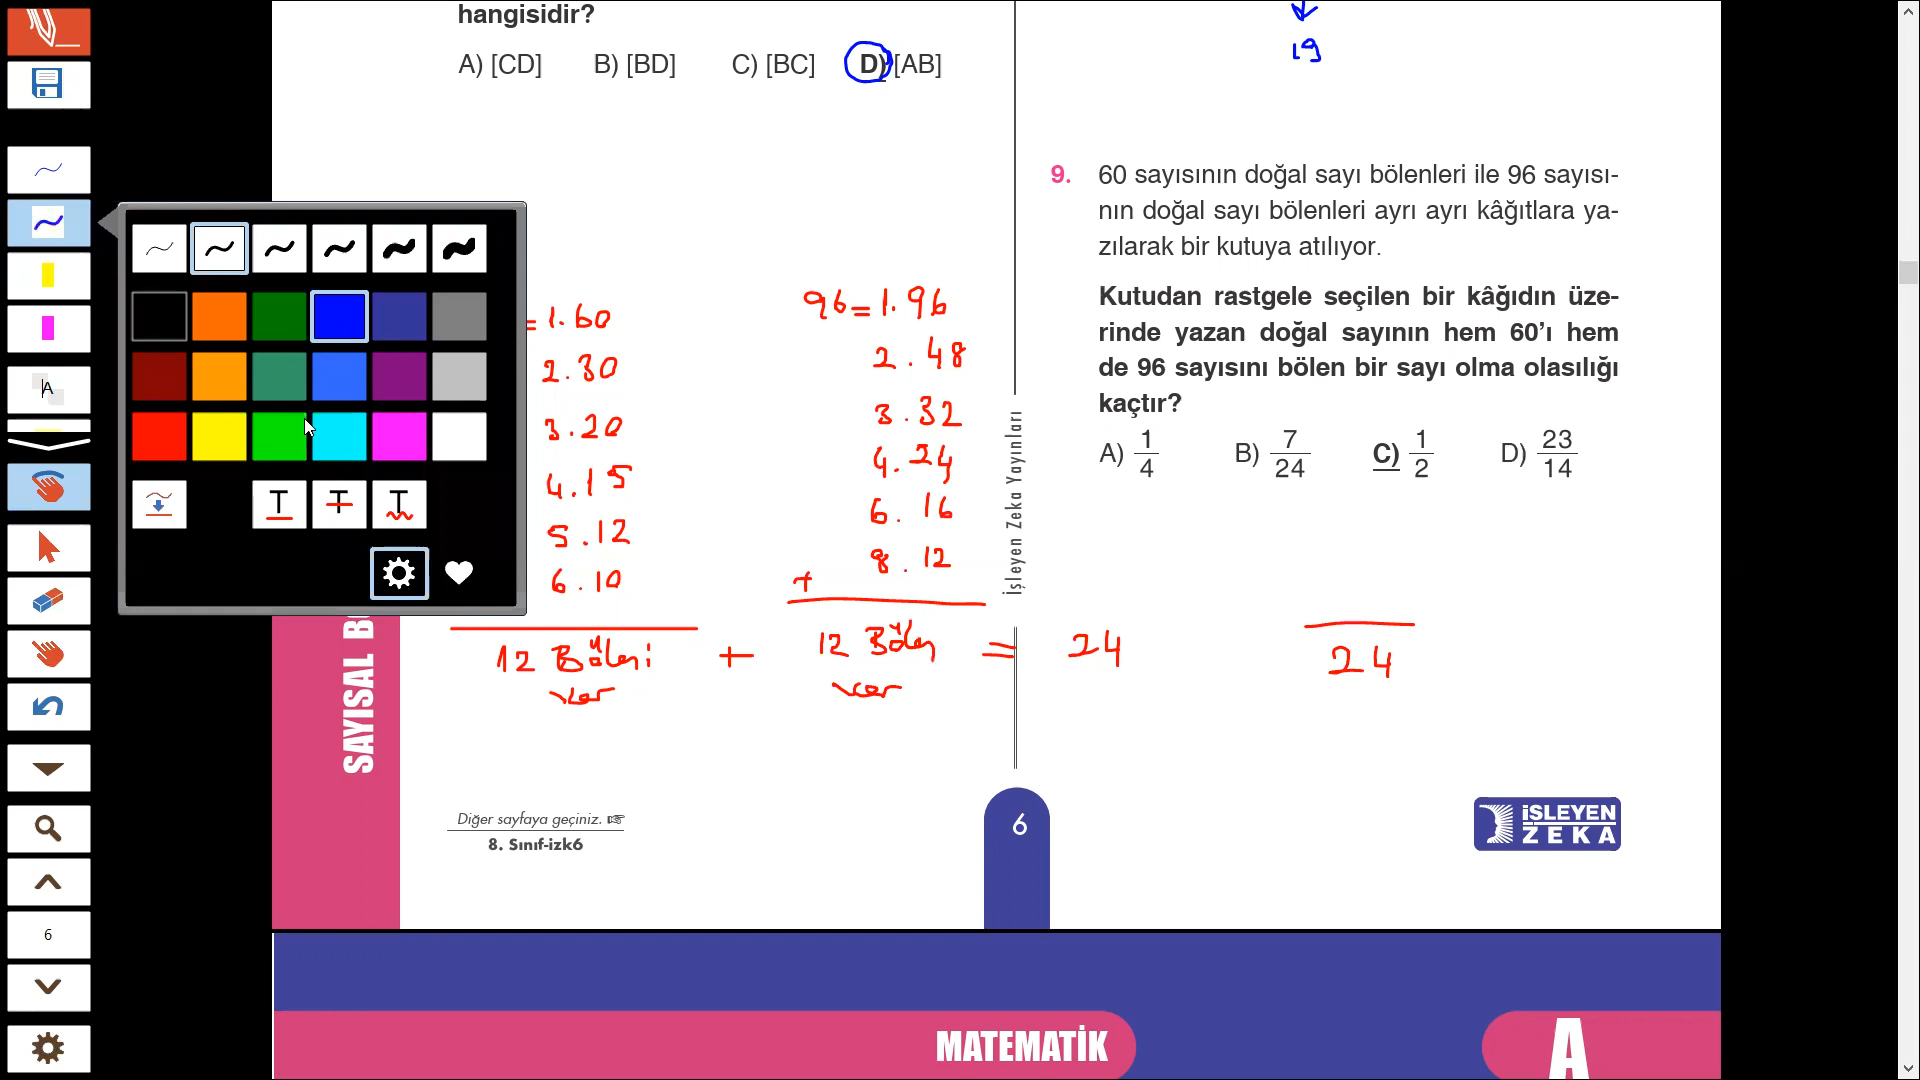 hangisidir?
A) [CD] B) [BD] C) [BC] D) [AB]
19
9. 60 sayısının doğal sayı bölenleri ile 96 sayısı-
nın doğal sayı bölenleri ayrı ayrı kâğıtlara ya-
zılarak bir kutuya atılıyor.
Kutudan rastgele seçilen bir kâğıdın üze-
rinde yazan doğal sayının hem 60’ı hem
de 96 sayısını bölen bir sayı olma olasılığı
kaçtır?
A) 1/4 B) 7/24 C) 1/2 D) 23/14
= 1.60
2.30
3.20
4.15
5.12
6.10
12 Böleni
var
+
96 = 1.96
2.48
3.32
4.24
6.16
8.12
+
12 Bölen
var
= 24
24
A
T
T
T
6
İşleyen Zeka Yayınları
SAYISAL B
Diğer sayfaya geçiniz. ☞
8. Sınıf-izk6
6
İŞLEYEN
ZEKA
MATEMATİK
A